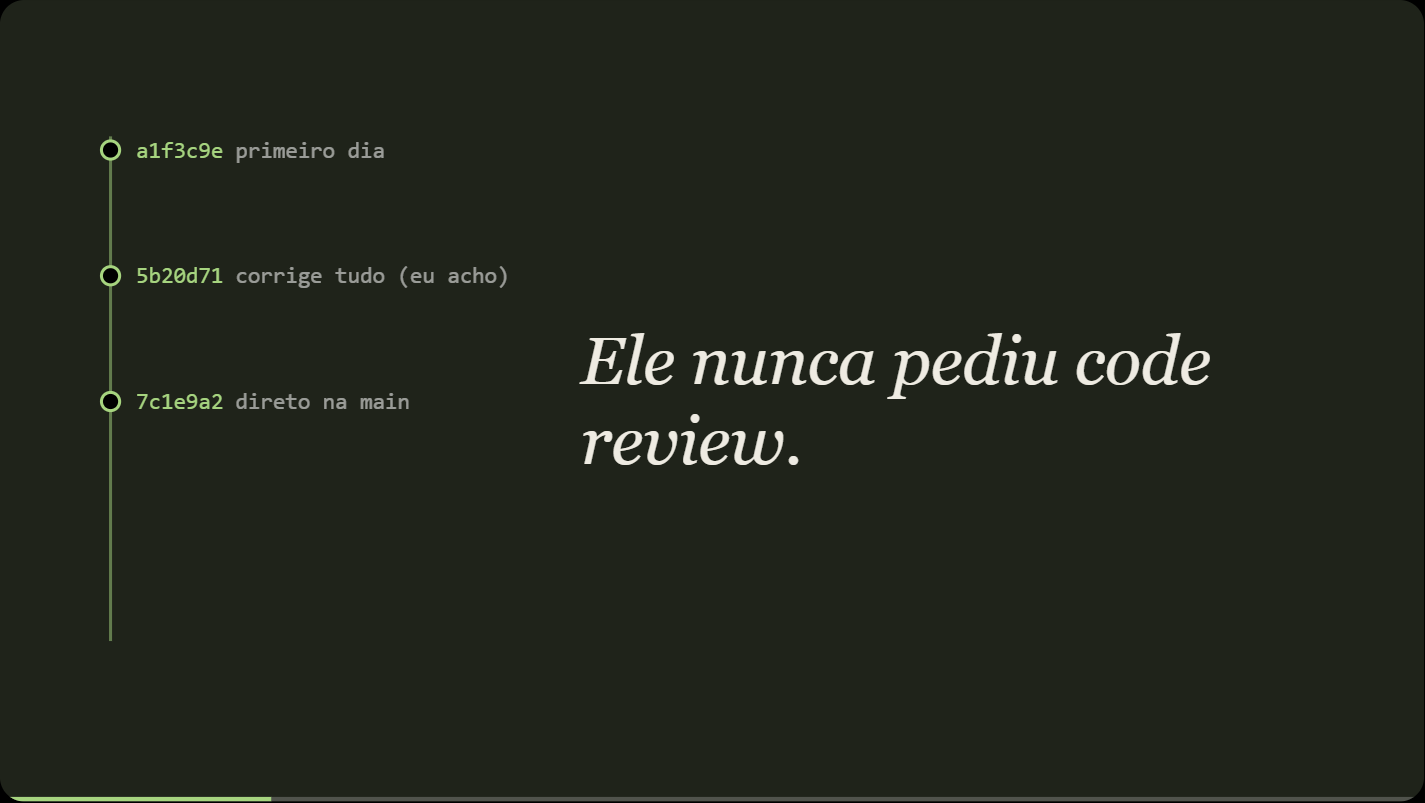 a1f3c9e primeiro dia
5b20d71 corrige tudo (eu acho)
7c1e9a2 direto na main
Ele nunca pediu code
review.